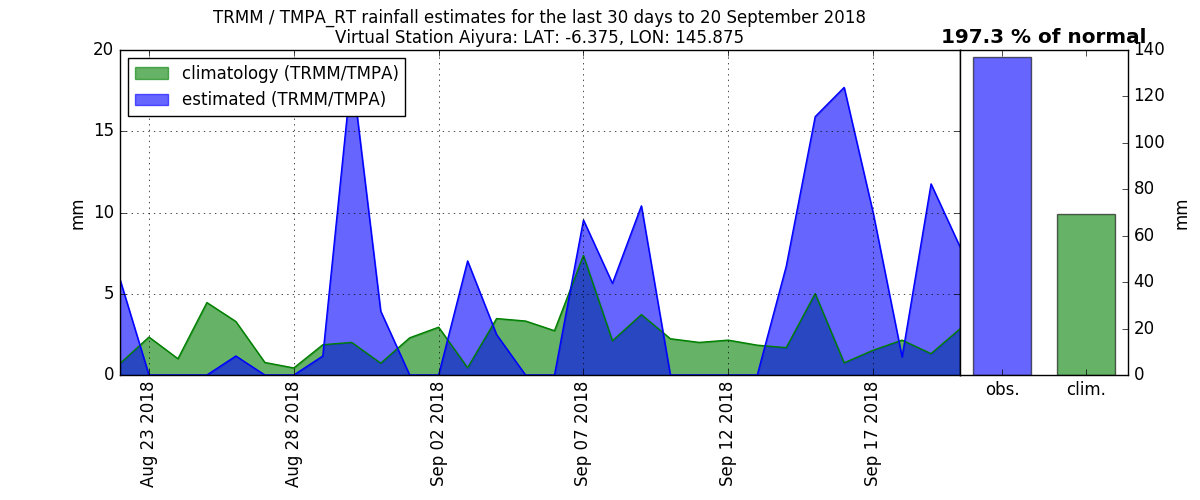 TRMM / TMPA_RT rainfall estimates for the last 30 days to 20 September 2018
Virtual Station Aiyura: LAT: -6.375, LON: 145.875
197.3 % of normal
climatology (TRMM/TMPA)
estimated (TRMM/TMPA)
20
15
10
5
0
mm
140
120
100
80
60
40
20
0
mm
Aug 23 2018
Aug 28 2018
Sep 02 2018
Sep 07 2018
Sep 12 2018
Sep 17 2018
obs.
clim.